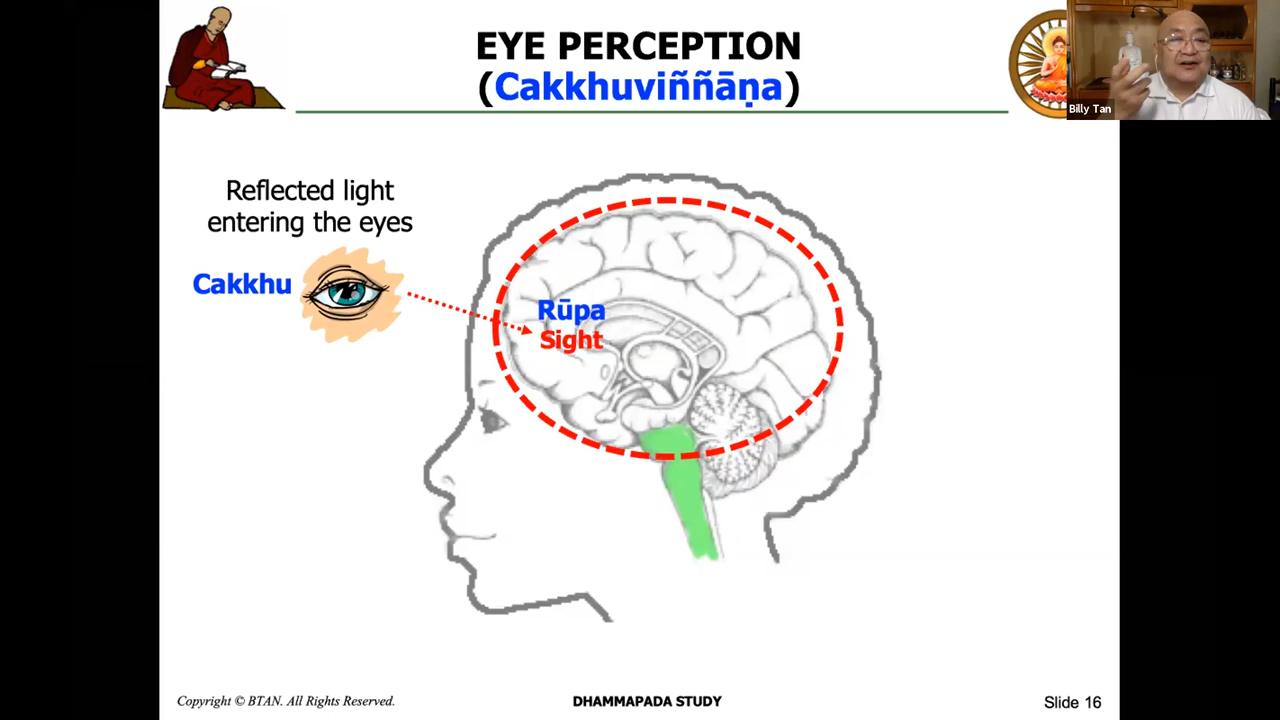 EYE PERCEPTION
(Cakkhuviññāṇa)
Billy Tan
Reflected light
entering the eyes
Cakkhu
Rūpa
Sight
Copyright © BTAN. All Rights Reserved.
DHAMMAPADA STUDY
Slide 16